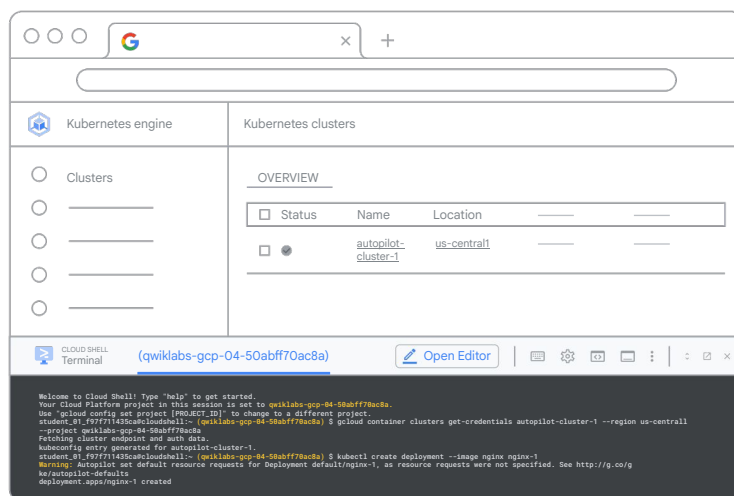 Kubernetes engine
Kubernetes clusters
Clusters
OVERVIEW
Status Name Location
autopilot-
cluster-1
us-central1
CLOUD SHELL
Terminal
(qwiklabs-gcp-04-50abff70ac8a)
Open Editor
Welcome to Cloud Shell! Type "help" to get started.
Your Cloud Platform project in this session is set to qwiklabs-gcp-04-50abff70ac8a.
Use "gcloud config set project [PROJECT_ID]" to change to a different project.
student_01_f97f711435ca@cloudshell:~ (qwiklabs-gcp-04-50abff70ac8a) $ gcloud container clusters get-credentials autopilot-cluster-1 --region us-central1
--project qwiklabs-gcp-04-50abff70ac8a
Fetching cluster endpoint and auth data.
kubeconfig entry generated for autopilot-cluster-1.
student_01_f97f711435ca@cloudshell:~ (qwiklabs-gcp-04-50abff70ac8a) $ kubectl create deployment --image nginx nginx-1
Warning: Autopilot set default resource requests for Deployment default/nginx-1, as resource requests were not specified. See http://g.co/g
ke/autopilot-defaults
deployment.apps/nginx-1 created